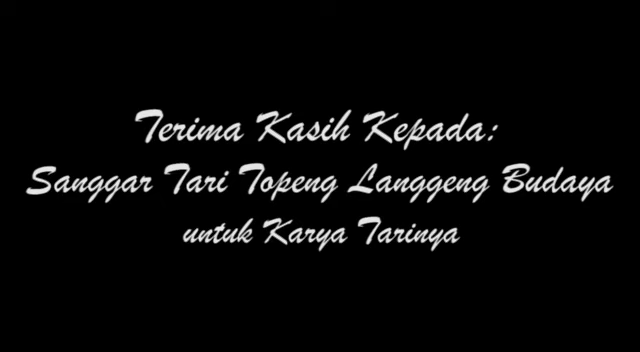 Terima Kasih Kepada:
Sanggar Tari Topeng Langgeng Budaya
untuk Karya Tarinya